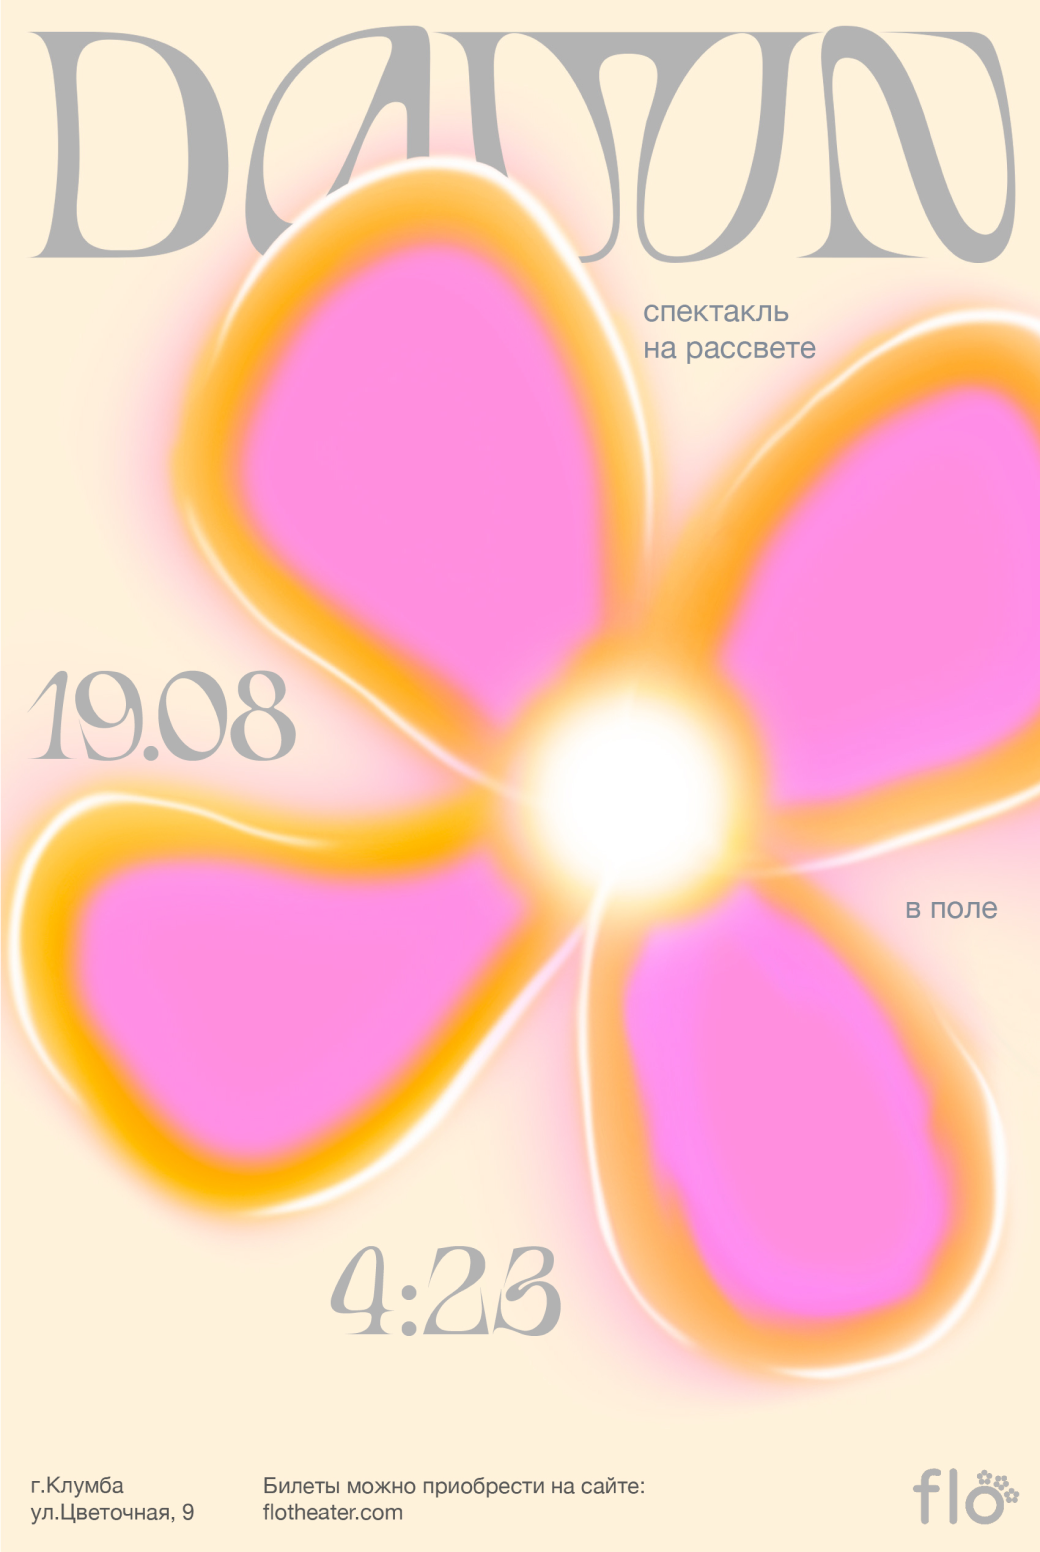 DAWN
спектакль
на рассвете
19.08
в поле
4:23
г.Клумба
ул.Цветочная, 9
Билеты можно приобрести на сайте:
flotheater.com
flo